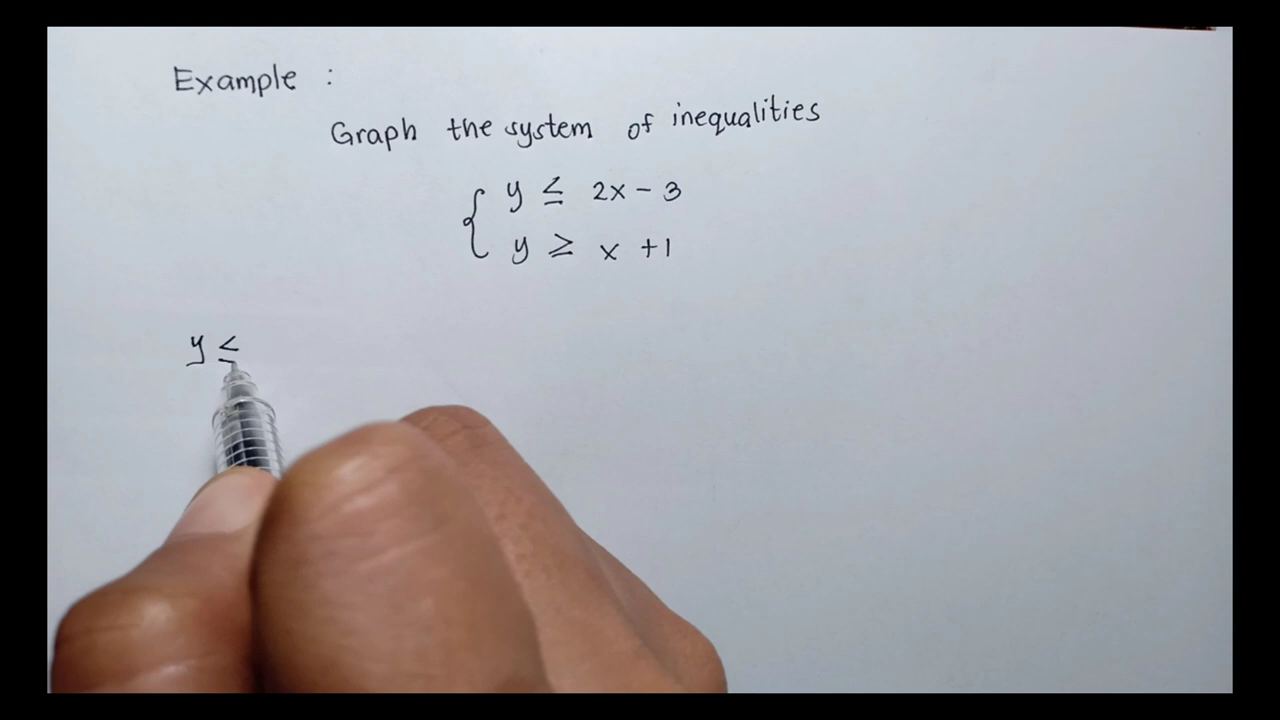 Example :
Graph the system of inequalities
y ≤ 2x - 3
y ≥ x + 1
y ≤